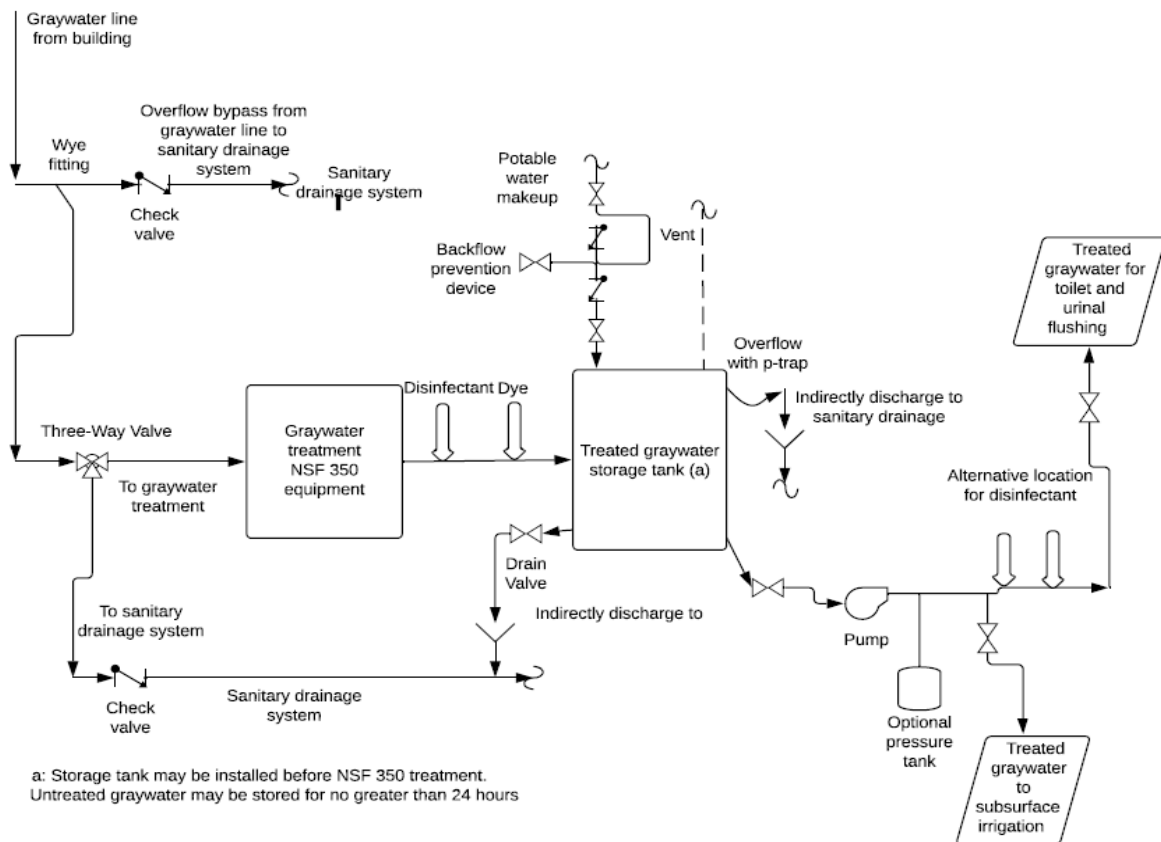 Graywater line
from building
Overflow bypass from
graywater line to
sanitary drainage
system
Wye
fitting
Sanitary
drainage system
Check
valve
Potable
water
makeup
Vent
Backflow
prevention
device
Treated
graywater for
toilet and
urinal
flushing
Overflow
with p-trap
Indirectly discharge to
sanitary drainage
Three-Way Valve
To graywater
treatment
Graywater
treatment
NSF 350
equipment
Disinfectant Dye
Treated graywater
storage tank (a)
Alternative location
for disinfectant
Drain
Valve
Indirectly discharge to
To sanitary
drainage system
Check
valve
Sanitary drainage
system
Pump
Optional
pressure
tank
Treated
graywater
to
subsurface
irrigation
a: Storage tank may be installed before NSF 350 treatment.
Untreated graywater may be stored for no greater than 24 hours